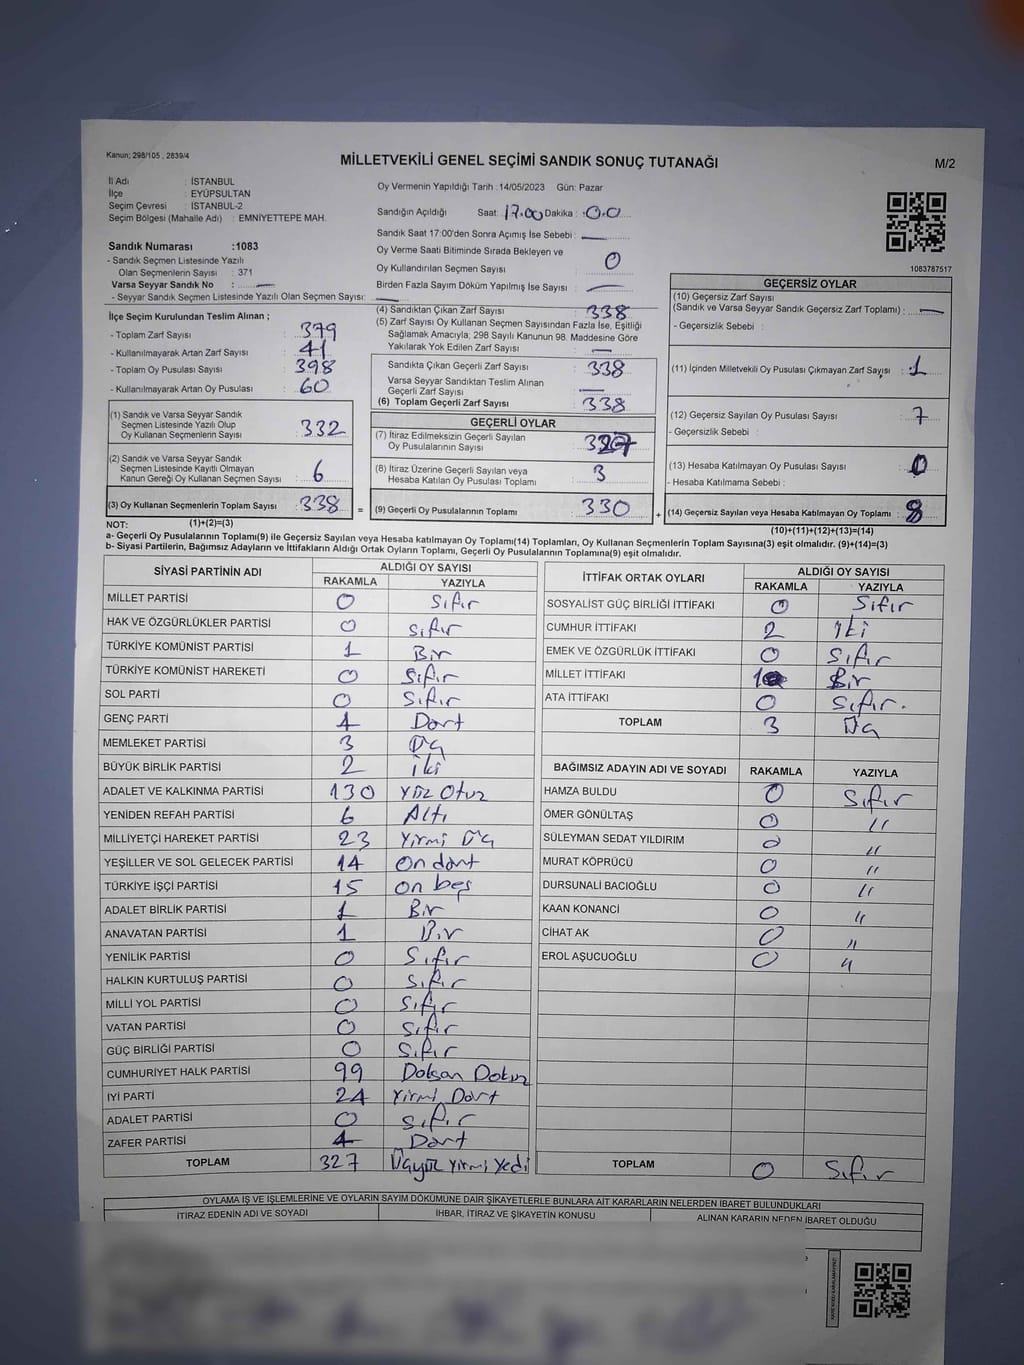 Kanun; 298/105 , 2839/4
MİLLETVEKİLİ GENEL SEÇİMİ SANDIK SONUÇ TUTANAĞI
M/2
İl Adı : İSTANBUL
İlçe : EYÜPSULTAN
Seçim Çevresi : İSTANBUL-2
Seçim Bölgesi (Mahalle Adı) : EMNİYETTEPE MAH.
Sandık Numarası :1083
- Sandık Seçmen Listesinde Yazılı
Olan Seçmenlerin Sayısı : 371
Varsa Seyyar Sandık No : —
- Seyyar Sandık Seçmen Listesinde Yazılı Olan Seçmen Sayısı: —
İlçe Seçim Kurulundan Teslim Alınan ;
- Toplam Zarf Sayısı : 379
- Kullanılmayarak Artan Zarf Sayısı : 41
- Toplam Oy Pusulası Sayısı : 398
- Kullanılmayarak Artan Oy Pusulası : 60
(1) Sandık ve Varsa Seyyar Sandık
Seçmen Listesinde Yazılı Olup
Oy Kullanan Seçmenlerin Sayısı : 332
(2) Sandık ve Varsa Seyyar Sandık
Seçmen Listesinde Kayıtlı Olmayan
Kanun Gereği Oy Kullanan Seçmen Sayısı : 6
(3) Oy Kullanan Seçmenlerin Toplam Sayısı : 338
(1)+(2)=(3)
Oy Vermenin Yapıldığı Tarih :14/05/2023 Gün: Pazar
Sandığın Açıldığı Saat: 17.00 Dakika : 00
Sandık Saat 17:00'den Sonra Açılmış İse Sebebi : —
Oy Verme Saati Bitiminde Sırada Bekleyen ve
Oy Kullandırılan Seçmen Sayısı : 0
Birden Fazla Sayım Döküm Yapılmış İse Sayısı : —
(4) Sandıktan Çıkan Zarf Sayısı : 338
(5) Zarf Sayısı Oy Kullanan Seçmen Sayısından Fazla İse, Eşitliği
Sağlamak Amacıyla; 298 Sayılı Kanunun 98. Maddesine Göre
Yakılarak Yok Edilen Zarf Sayısı : —
Sandıkta Çıkan Geçerli Zarf Sayısı : 338
Varsa Seyyar Sandıktan Teslim Alınan
Geçerli Zarf Sayısı : —
(6) Toplam Geçerli Zarf Sayısı : 338
GEÇERLİ OYLAR
(7) İtiraz Edilmeksizin Geçerli Sayılan
Oy Pusulalarının Sayısı : 327
(8) İtiraz Üzerine Geçerli Sayılan veya
Hesaba Katılan Oy Pusulası Toplamı : 3
= (9) Geçerli Oy Pusulalarının Toplamı : 330
1083787517
GEÇERSİZ OYLAR
(10) Geçersiz Zarf Sayısı
(Sandık ve Varsa Seyyar Sandık Geçersiz Zarf Toplamı) : —
- Geçersizlik Sebebi :
(11) İçinden Milletvekili Oy Pusulası Çıkmayan Zarf Sayısı : 1
(12) Geçersiz Sayılan Oy Pusulası Sayısı : 7
- Geçersizlik Sebebi :
(13) Hesaba Katılmayan Oy Pusulası Sayısı : 0
- Hesaba Katılmama Sebebi :
+ (14) Geçersiz Sayılan veya Hesaba Katılmayan Oy Toplamı : 8
(10)+(11)+(12)+(13)=(14)
NOT:
a- Geçerli Oy Pusulalarının Toplamı(9) ile Geçersiz Sayılan veya Hesaba Katılmayan Oy Toplamı(14) Toplamları, Oy Kullanan Seçmenlerin Toplam Sayısına(3) eşit olmalıdır. (9)+(14)=(3)
b- Siyasi Partilerin, Bağımsız Adayların ve İttifakların Aldığı Ortak Oyların Toplamı, Geçerli Oy Pusulalarının Toplamına(9) eşit olmalıdır.
SİYASİ PARTİNİN ADI ALDIĞI OY SAYISI
RAKAMLA YAZIYLA
MİLLET PARTİSİ 0 Sıfır
HAK VE ÖZGÜRLÜKLER PARTİSİ 0 Sıfır
TÜRKİYE KOMÜNİST PARTİSİ 1 Bir
TÜRKİYE KOMÜNİST HAREKETİ 0 Sıfır
SOL PARTİ 0 Sıfır
GENÇ PARTİ 4 Dört
MEMLEKET PARTİSİ 3 Üç
BÜYÜK BİRLİK PARTİSİ 2 iki
ADALET VE KALKINMA PARTİSİ 130 Yüz Otuz
YENİDEN REFAH PARTİSİ 6 Altı
MİLLİYETÇİ HAREKET PARTİSİ 23 Yirmi Üç
YEŞİLLER VE SOL GELECEK PARTİSİ 14 On dört
TÜRKİYE İŞÇİ PARTİSİ 15 on beş
ADALET BİRLİK PARTİSİ 1 Bir
ANAVATAN PARTİSİ 1 Bir
YENİLİK PARTİSİ 0 Sıfır
HALKIN KURTULUŞ PARTİSİ 0 Sıfır
MİLLİ YOL PARTİSİ 0 Sıfır
VATAN PARTİSİ 0 Sıfır
GÜÇ BİRLİĞİ PARTİSİ 0 Sıfır
CUMHURİYET HALK PARTİSİ 99 Doksan Dokuz
İYİ PARTİ 24 Yirmi Dört
ADALET PARTİSİ 0 Sıfır
ZAFER PARTİSİ 4 Dört
TOPLAM 327 Üçyüz Yirmi Yedi
İTTİFAK ORTAK OYLARI ALDIĞI OY SAYISI
RAKAMLA YAZIYLA
SOSYALİST GÜÇ BİRLİĞİ İTTİFAKI 0 Sıfır
CUMHUR İTTİFAKI 2 İki
EMEK VE ÖZGÜRLÜK İTTİFAKI 0 Sıfır
MİLLET İTTİFAKI 1 Bir
ATA İTTİFAKI 0 Sıfır.
TOPLAM 3 Üç
BAĞIMSIZ ADAYIN ADI VE SOYADI RAKAMLA YAZIYLA
HAMZA BULDU 0 Sıfır
ÖMER GÖNÜLTAŞ 0 "
SÜLEYMAN SEDAT YILDIRIM 0 "
MURAT KÖPRÜCÜ 0 "
DURSUNALİ BACIOĞLU 0 "
KAAN KONANCİ 0 "
CİHAT AK 0 "
EROL AŞUCUOĞLU 0 "
TOPLAM 0 Sıfır
OYLAMA İŞ VE İŞLEMLERİNE VE OYLARIN SAYIM DÖKÜMÜNE DAİR ŞİKAYETLERLE BUNLARA AİT KARARLARIN NELERDEN İBARET BULUNDUKLARI
İTİRAZ EDENİN ADI VE SOYADI İHBAR, İTİRAZ VE ŞİKAYETİN KONUSU ALINAN KARARIN NEDEN İBARET OLDUĞU